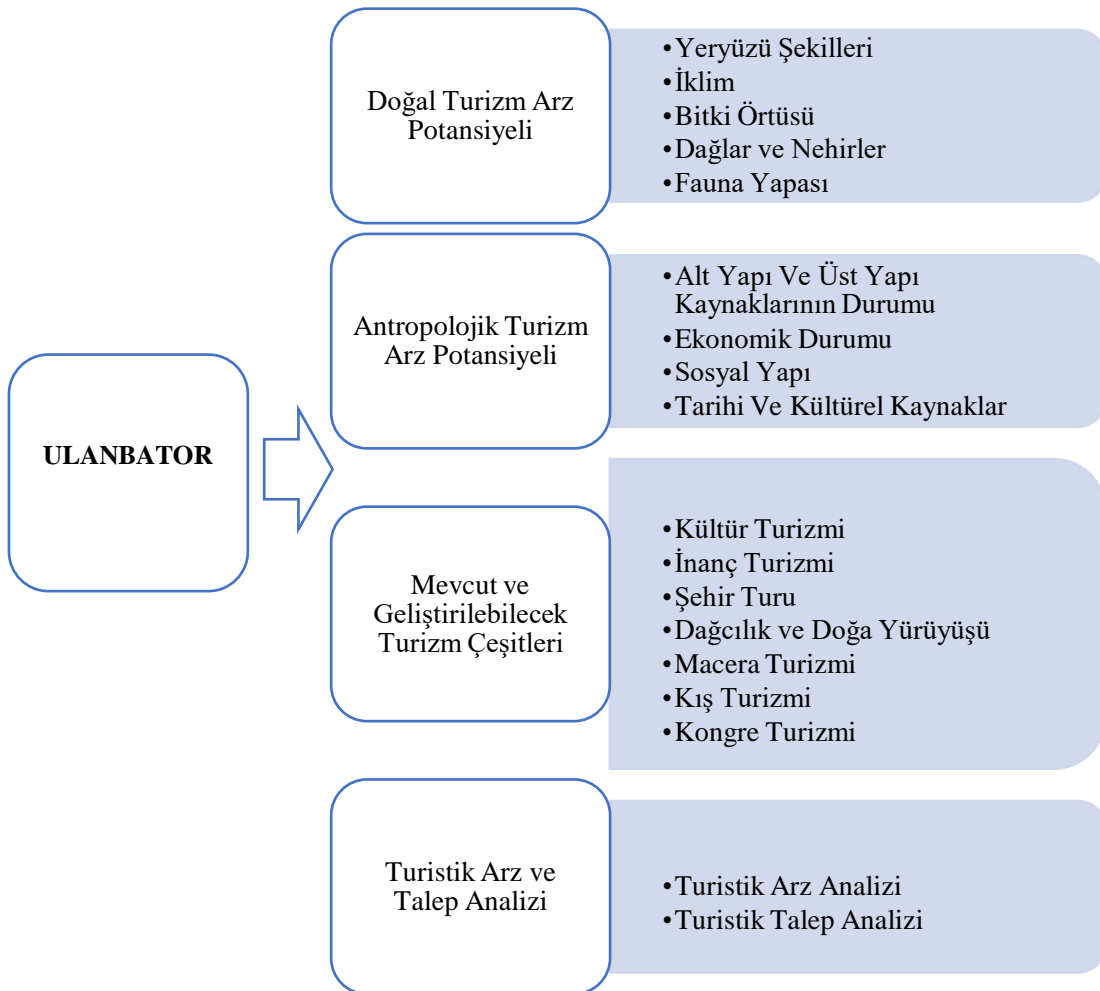 Doğal Turizm Arz
Potansiyeli
•Yeryüzü Şekilleri
•İklim
•Bitki Örtüsü
•Dağlar ve Nehirler
•Fauna Yapası
Antropolojik Turizm
Arz Potansiyeli
•Alt Yapı Ve Üst Yapı
Kaynaklarının Durumu
•Ekonomik Durumu
•Sosyal Yapı
•Tarihi Ve Kültürel Kaynaklar
ULANBATOR
Mevcut ve
Geliştirilebilecek
Turizm Çeşitleri
•Kültür Turizmi
•İnanç Turizmi
•Şehir Turu
•Dağcılık ve Doğa Yürüyüşü
•Macera Turizmi
•Kış Turizmi
•Kongre Turizmi
Turistik Arz ve
Talep Analizi
•Turistik Arz Analizi
•Turistik Talep Analizi